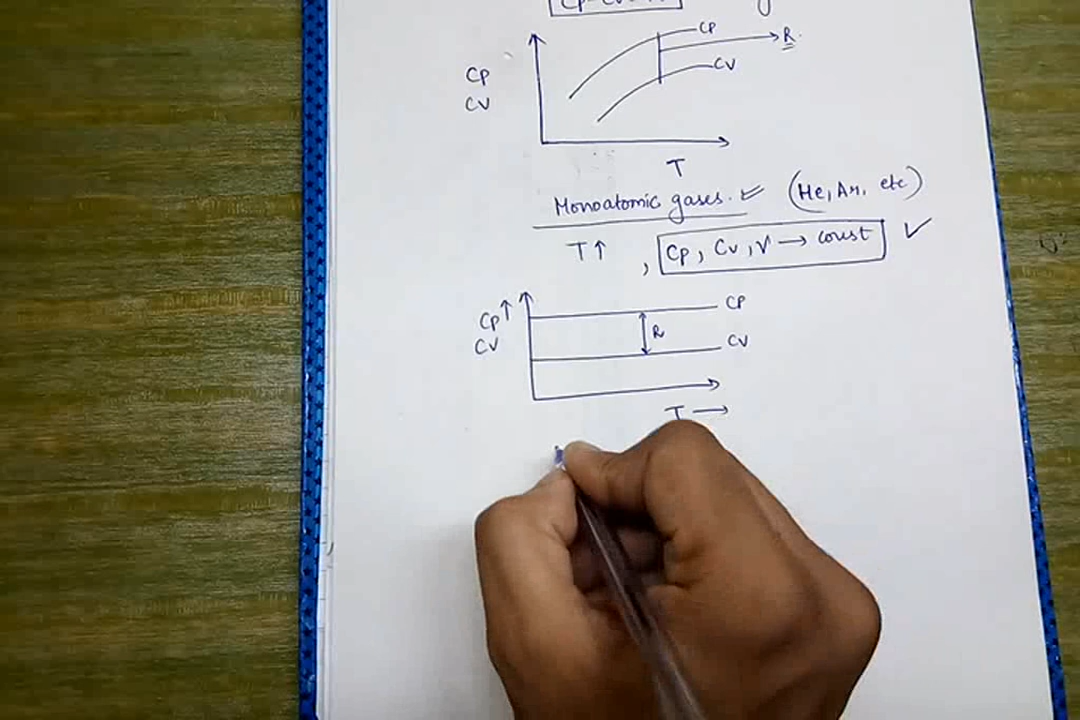 CP
R.
CP
CV
CV
T
Monoatomic gases. (He, Ar, etc)
T↑ , Cp, Cv, γ → const
CP↑
CV
CP
R
CV
T →